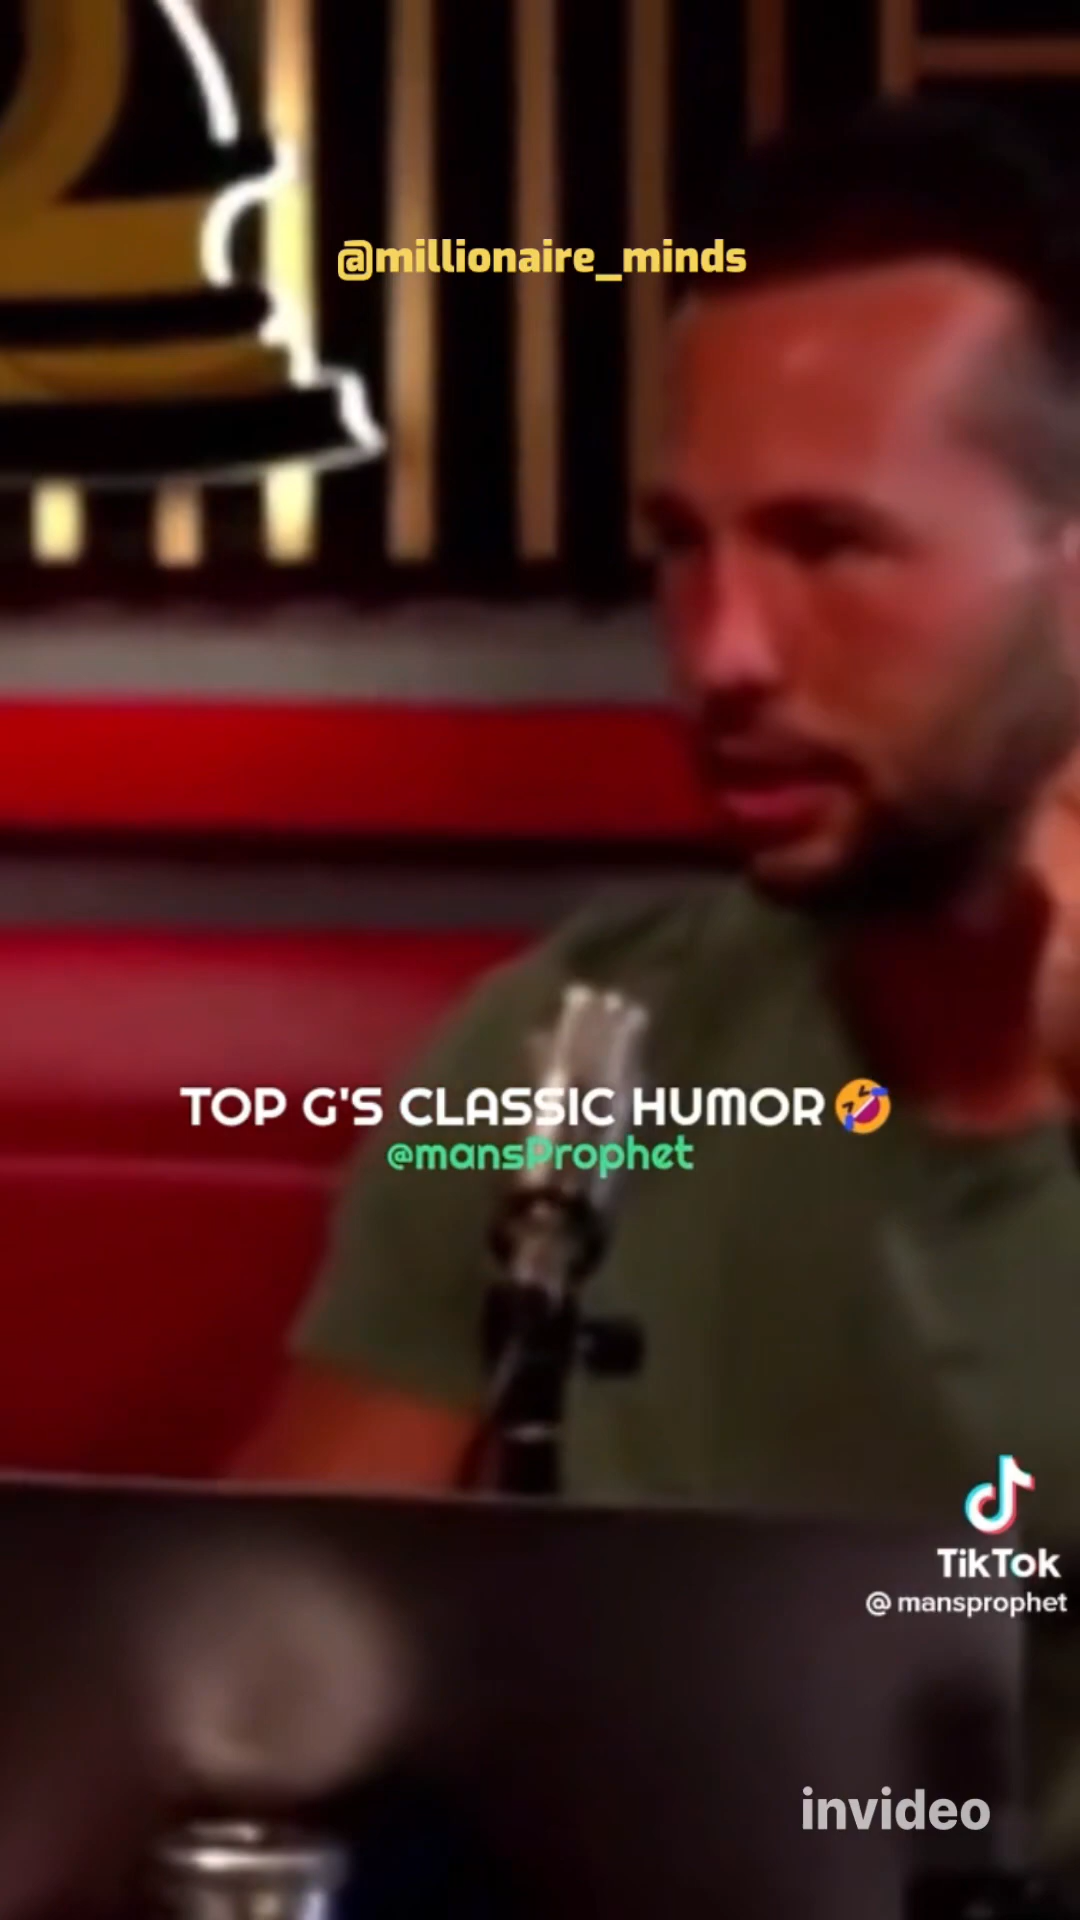 @millionaire_minds
TOP G'S CLASSIC HUMOR🤣
@mansProphet
TikTok
@mansprophet
invideo